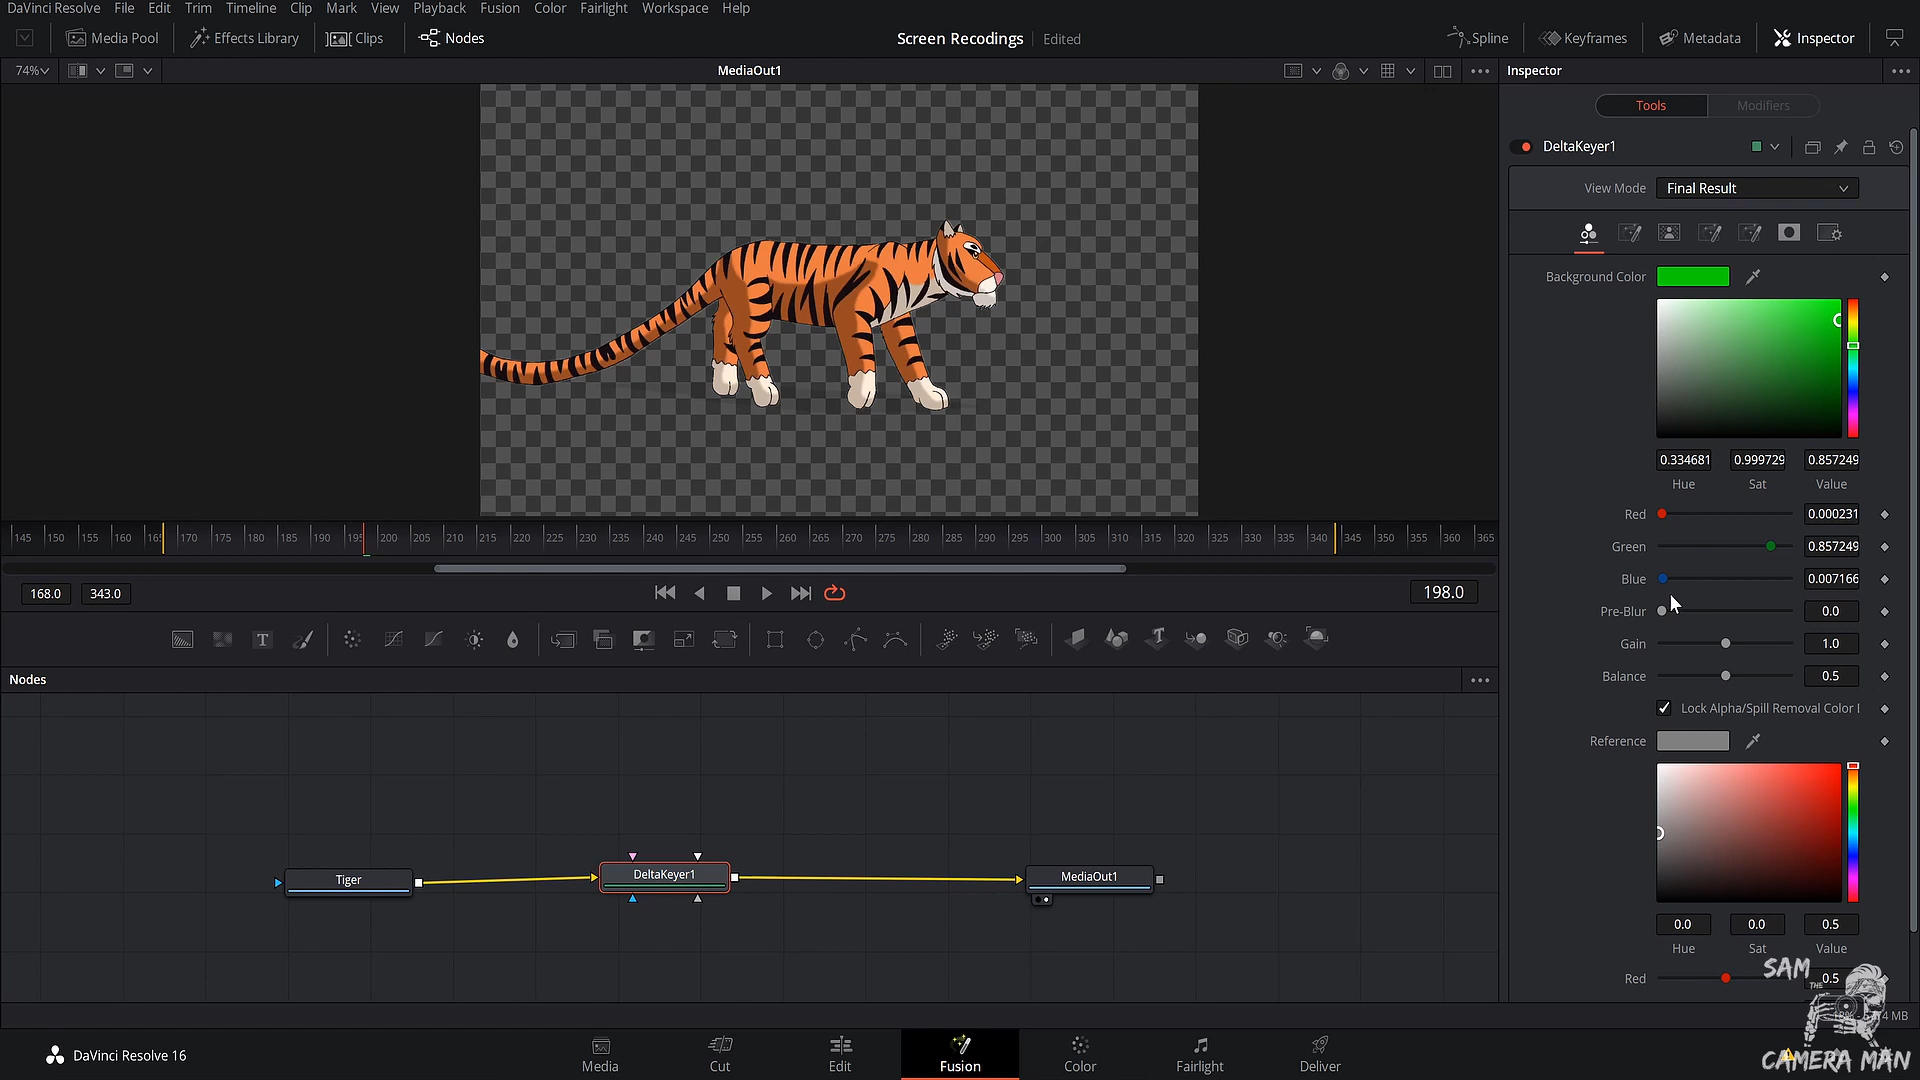 DaVinci Resolve File Edit Trim Timeline Clip Mark View Playback Fusion Color Fairlight Workspace Help
Media Pool Effects Library Clips Nodes Screen Recodings Edited Spline Keyframes Metadata Inspector
74% MediaOut1 Inspector
Tools Modifiers
DeltaKeyer1
View Mode Final Result
Background Color
0.334681 0.999729 0.857249
Hue Sat Value
Red 0.000231
145 150 155 160 165 170 175 180 185 190 195 200 205 210 215 220 225 230 235 240 245 250 255 260 265 270 275 280 285 290 295 300 305 310 315 320 325 330 335 340 345 350 355 360 365
Green 0.857249
Blue 0.007166
168.0 343.0 198.0
Pre-Blur 0.0
Gain 1.0
Balance 0.5
Nodes
Lock Alpha/Spill Removal Color
Reference
Tiger DeltaKeyer1 MediaOut1
0.0 0.0 0.5
Hue Sat Value
Red 0.5
SAM
THE
CAMERA MAN
DaVinci Resolve 16
Media Cut Edit Fusion Color Fairlight Deliver